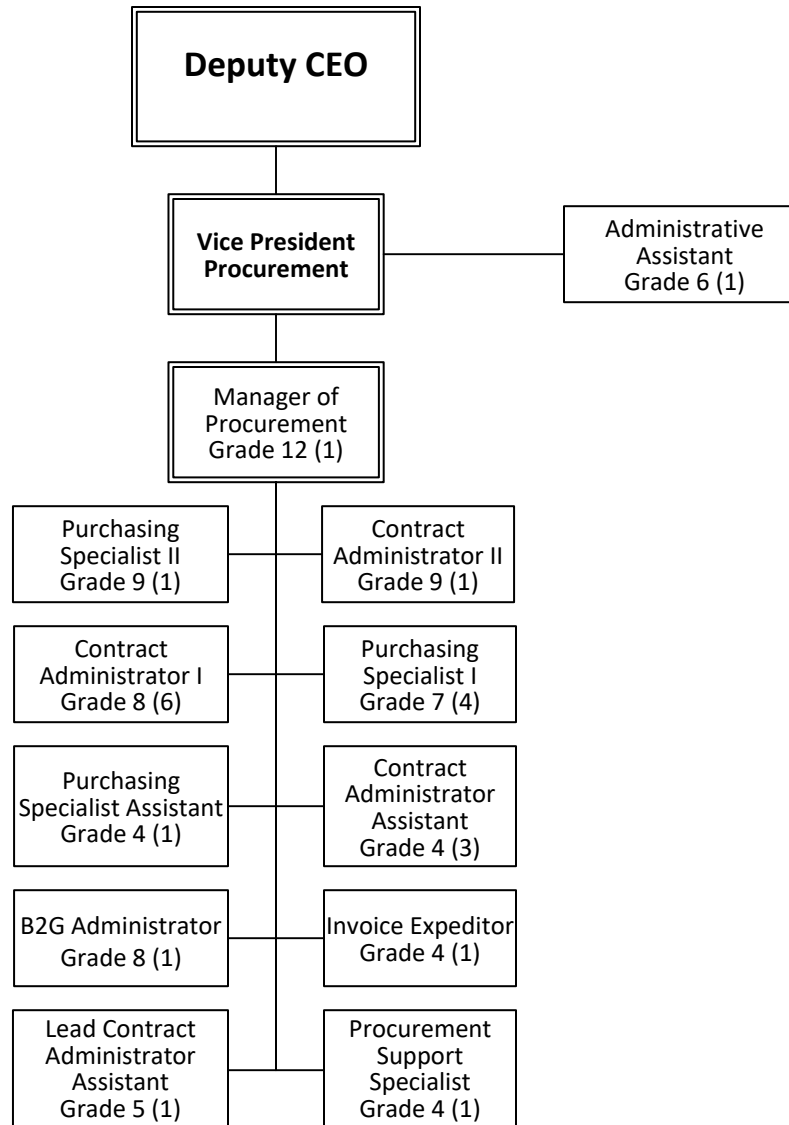 Deputy CEO
Vice President
Procurement
Administrative
Assistant
Grade 6 (1)
Manager of
Procurement
Grade 12 (1)
Purchasing
Specialist II
Grade 9 (1)
Contract
Administrator II
Grade 9 (1)
Contract
Administrator I
Grade 8 (6)
Purchasing
Specialist I
Grade 7 (4)
Purchasing
Specialist Assistant
Grade 4 (1)
Contract
Administrator
Assistant
Grade 4 (3)
B2G Administrator
Grade 8 (1)
Invoice Expeditor
Grade 4 (1)
Lead Contract
Administrator
Assistant
Grade 5 (1)
Procurement
Support
Specialist
Grade 4 (1)